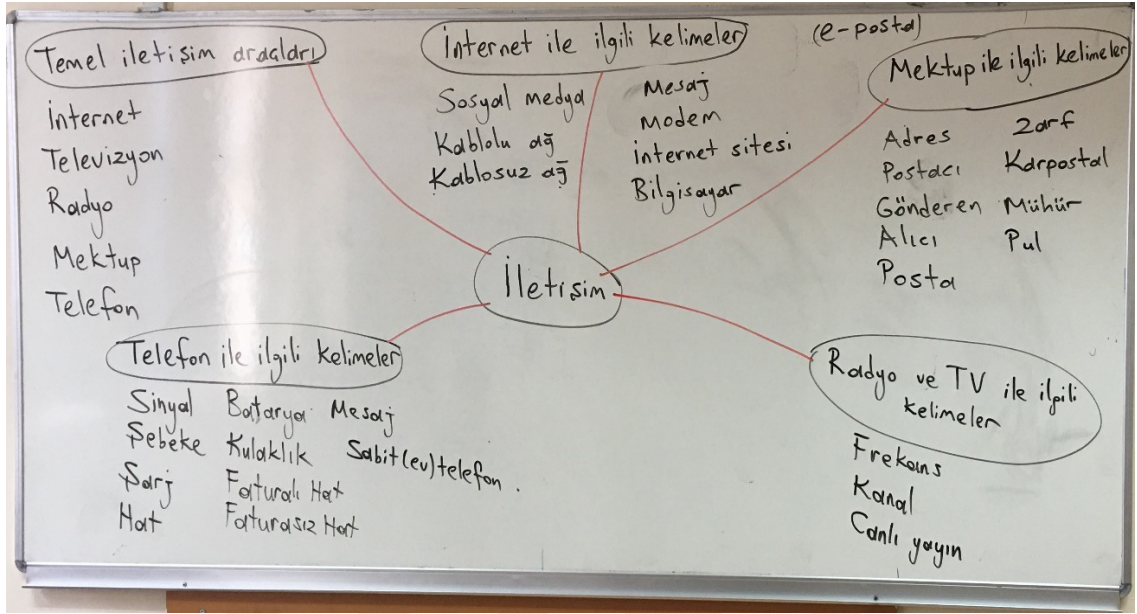 Temel iletişim araçları
İnternet
Televizyon
Radyo
Mektup
Telefon
İnternet ile ilgili kelimeler
Sosyal medya
Kablolu ağ
Kablosuz ağ
Mesaj
Modem
internet sitesi
Bilgisayar
(e-posta)
Mektup ile ilgili kelimeler
Adres
Postacı
Gönderen
Alıcı
Posta
Zarf
Karpostal
Mühür
Pul
İletişim
Telefon ile ilgili kelimeler
Sinyal
Şebeke
Şarj
Hat
Batarya
Kulaklık
Faturalı Hat
Faturasız Hat
Mesaj
Sabit(ev)telefon.
Radyo ve TV ile ilgili
kelimeler
Frekans
Kanal
Canlı yayın